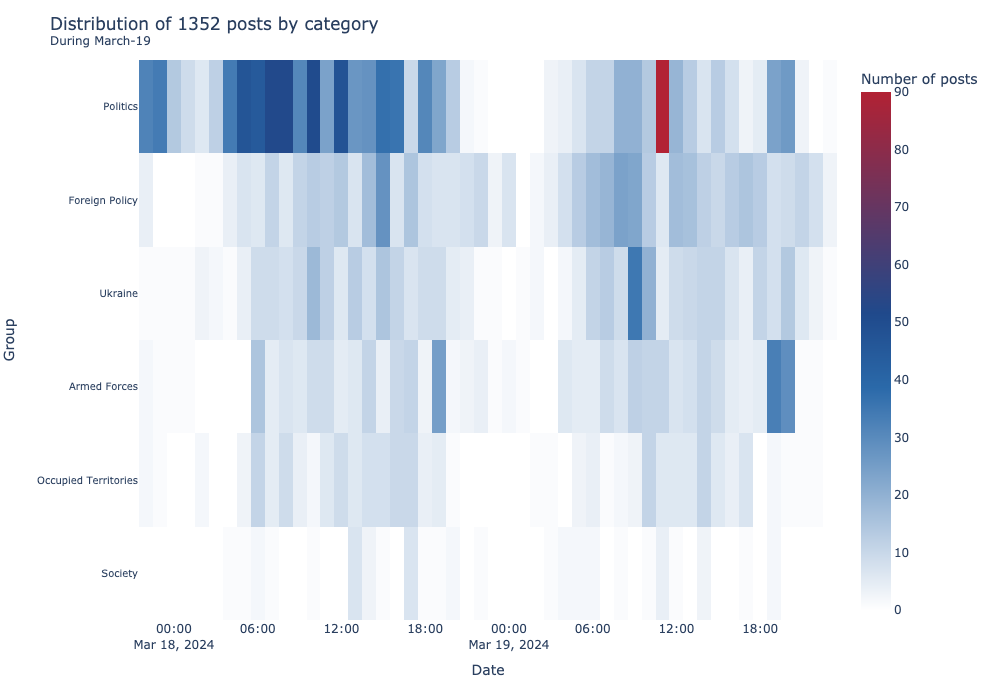 Distribution of 1352 posts by category
During March-19
Number of posts
90
80
70
60
50
40
30
20
10
0
Group
Politics
Foreign Policy
Ukraine
Armed Forces
Occupied Territories
Society
00:00 06:00 12:00 18:00 00:00 06:00 12:00 18:00
Mar 18, 2024 Mar 19, 2024
Date